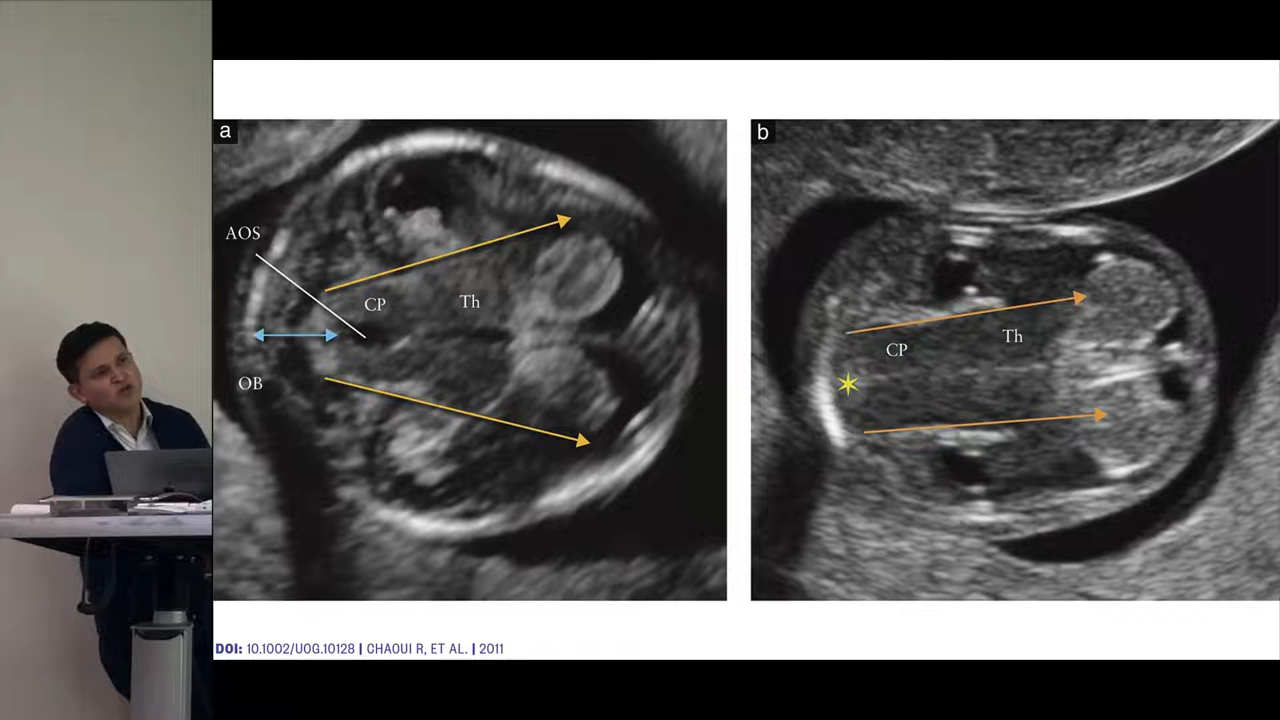 a
AOS
CP
Th
OB
b
CP
Th
DOI: 10.1002/UOG.10128 | CHAOUI R, ET AL. | 2011